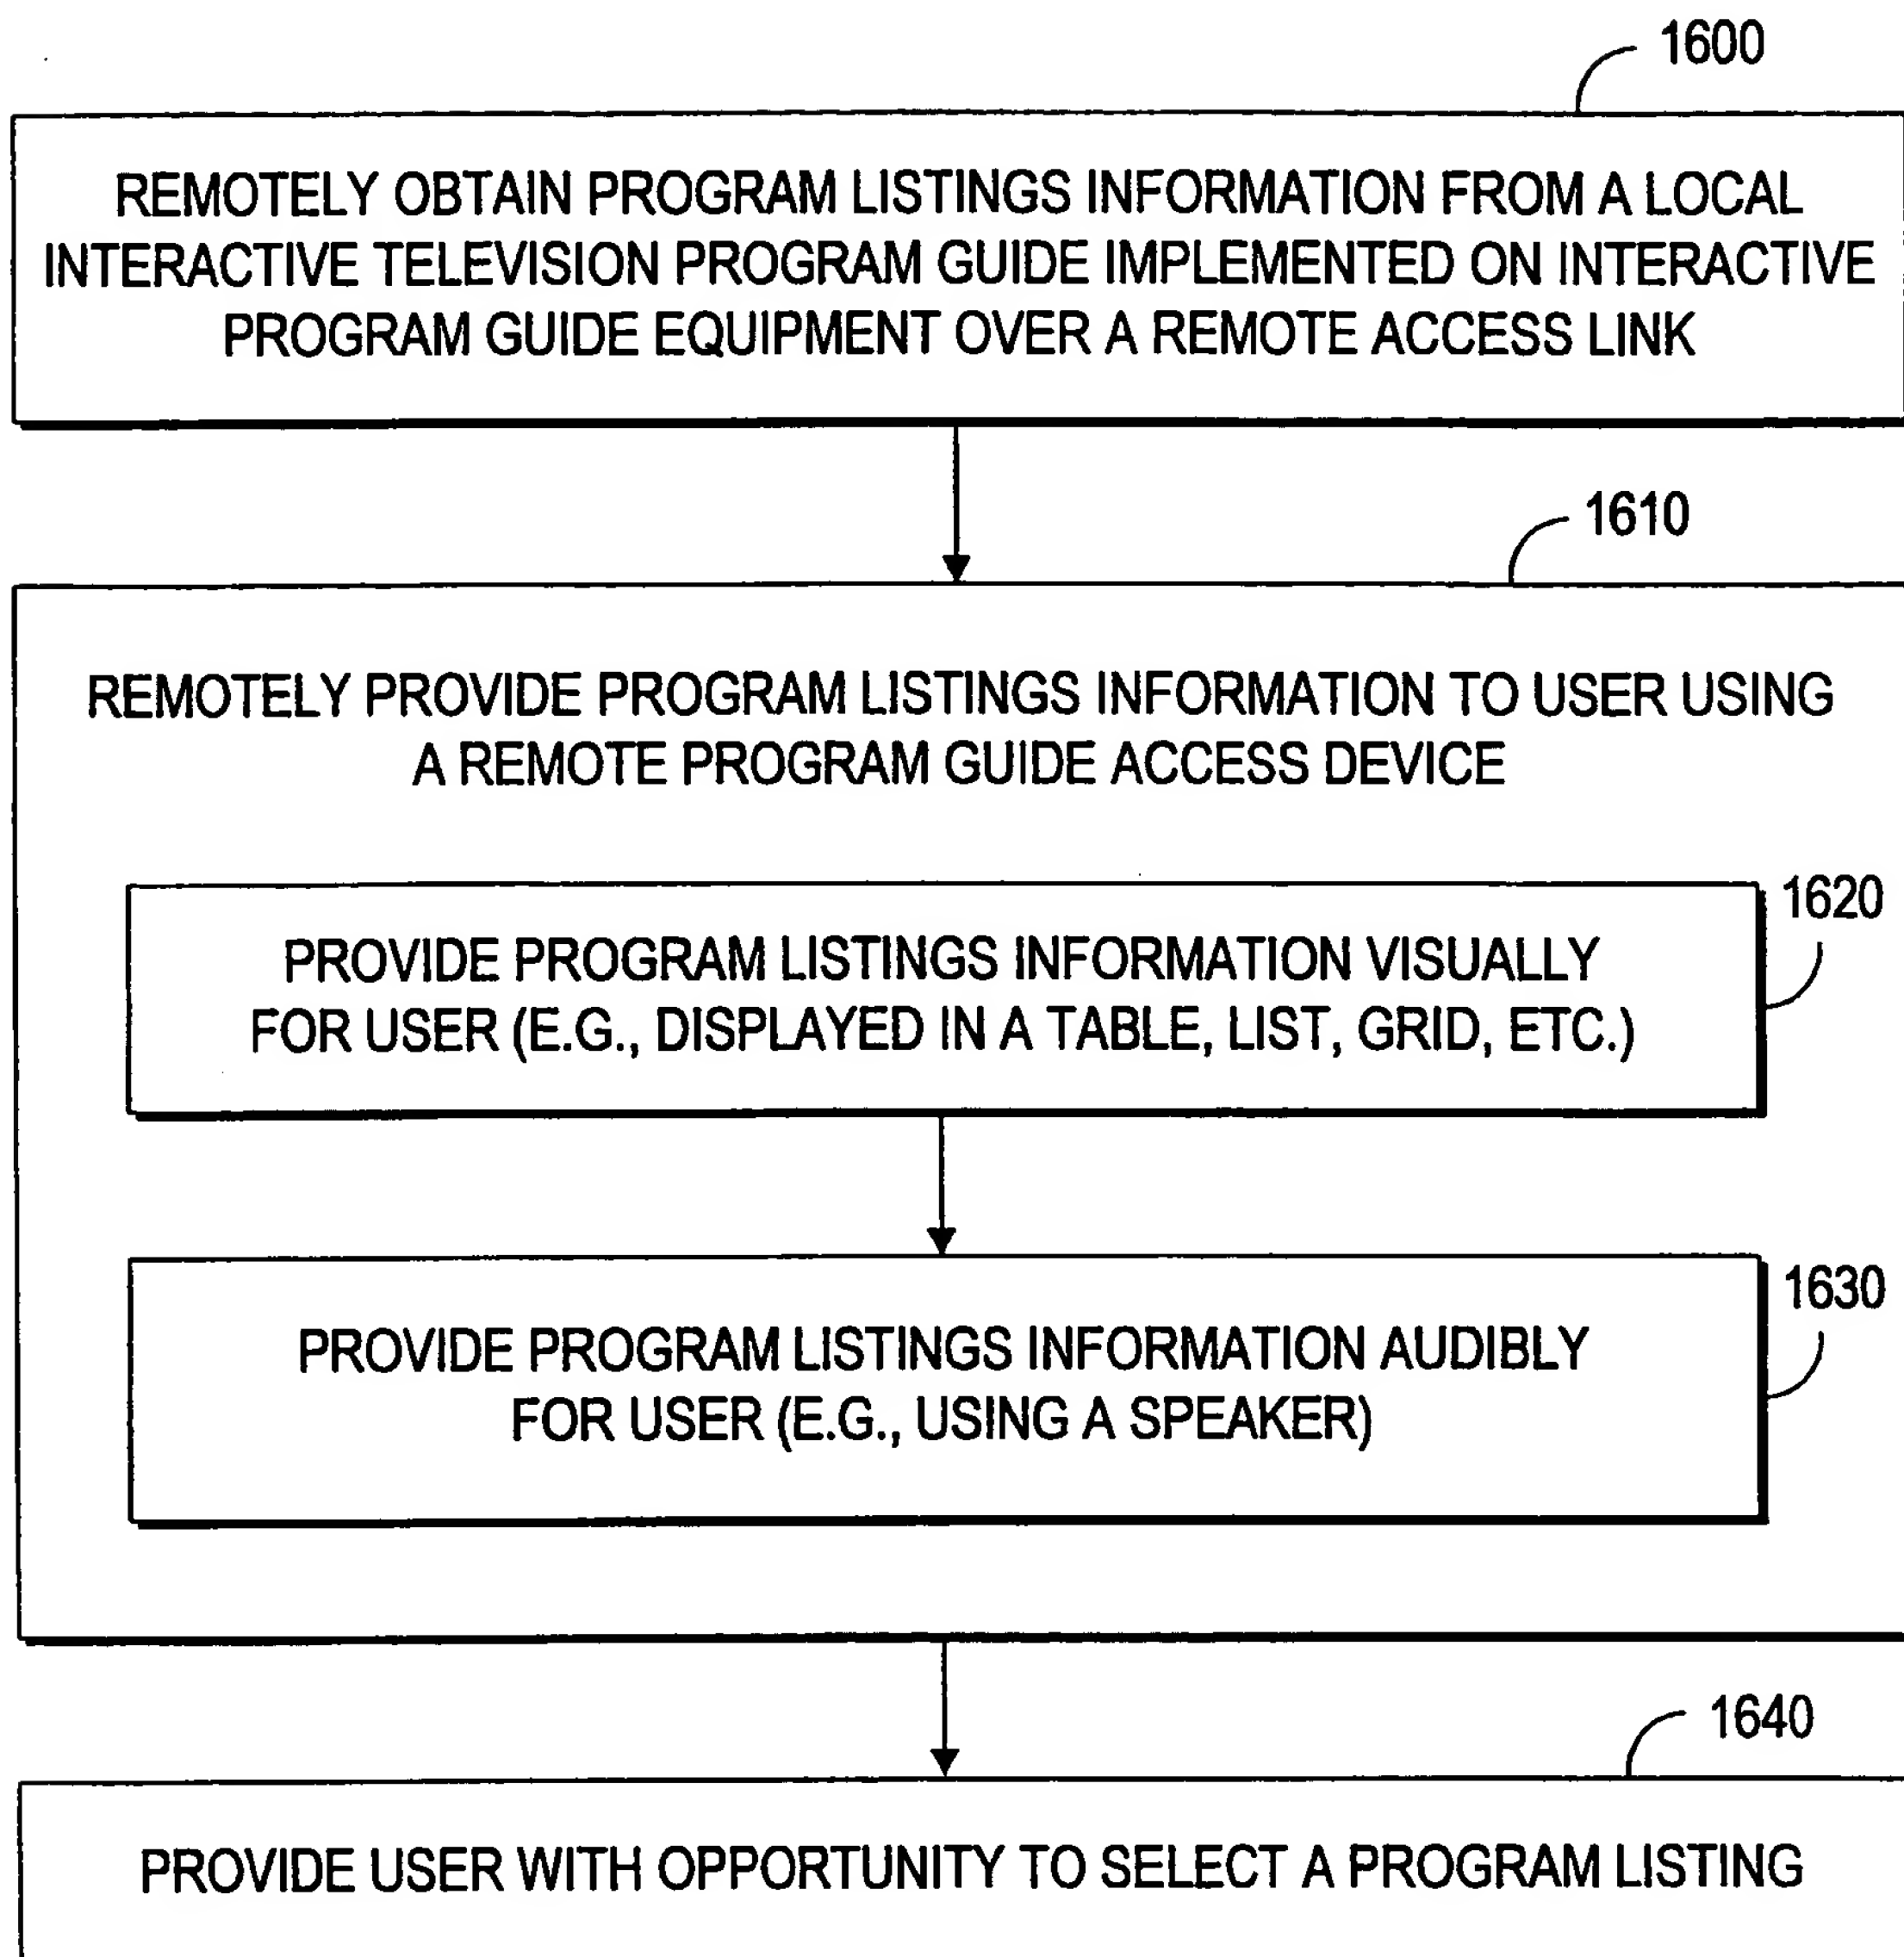 1600
REMOTELY OBTAIN PROGRAM LISTINGS INFORMATION FROM A LOCAL
INTERACTIVE TELEVISION PROGRAM GUIDE IMPLEMENTED ON INTERACTIVE
PROGRAM GUIDE EQUIPMENT OVER A REMOTE ACCESS LINK
1610
REMOTELY PROVIDE PROGRAM LISTINGS INFORMATION TO USER USING
A REMOTE PROGRAM GUIDE ACCESS DEVICE
1620
PROVIDE PROGRAM LISTINGS INFORMATION VISUALLY
FOR USER (E.G., DISPLAYED IN A TABLE, LIST, GRID, ETC.)
1630
PROVIDE PROGRAM LISTINGS INFORMATION AUDIBLY
FOR USER (E.G., USING A SPEAKER)
1640
PROVIDE USER WITH OPPORTUNITY TO SELECT A PROGRAM LISTING